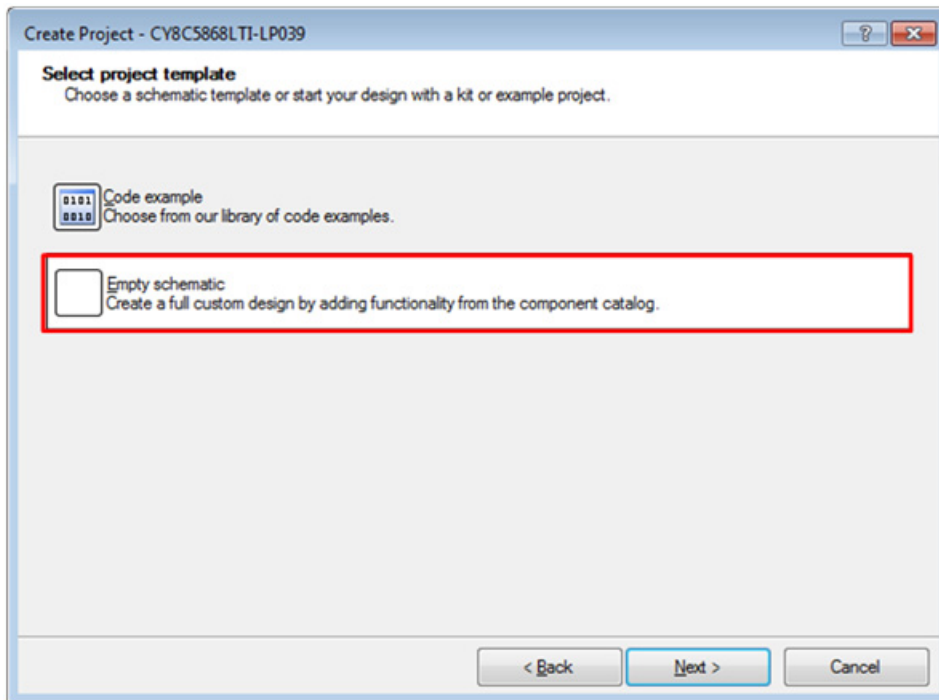 Create Project - CY8C5868LTI-LP039
?
Select project template
Choose a schematic template or start your design with a kit or example project.
0101
0010
Code example
Choose from our library of code examples.
Empty schematic
Create a full custom design by adding functionality from the component catalog.
< Back
Next >
Cancel